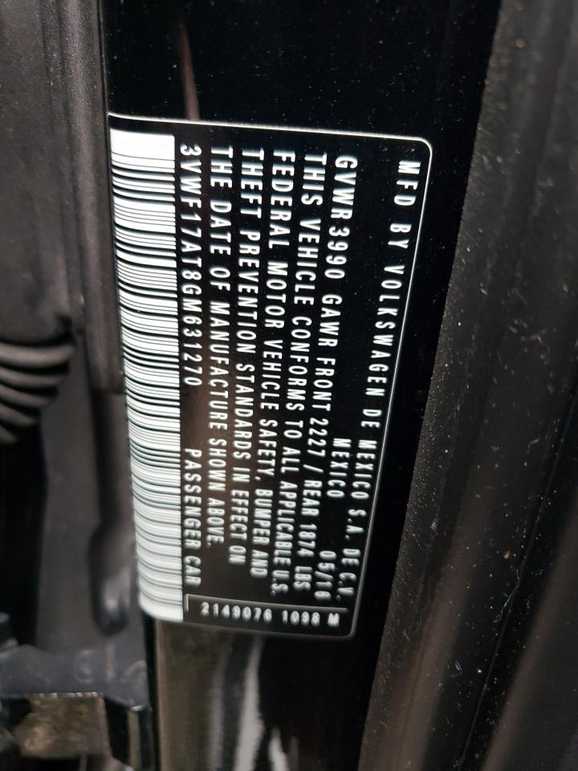 MFD BY VOLKSWAGEN DE MEXICO S.A. DE C.V.
MEXICO 05/16
GVWR3990 GAWR FRONT 2227 / REAR 1874 LBS
THIS VEHICLE CONFORMS TO ALL APPLICABLE U.S.
FEDERAL MOTOR VEHICLE SAFETY, BUMPER AND
THEFT PREVENTION STANDARDS IN EFFECT ON
THE DATE OF MANUFACTURE SHOWN ABOVE.
3VWF17AT8GM631270 PASSENGER CAR
2149076 1098 M